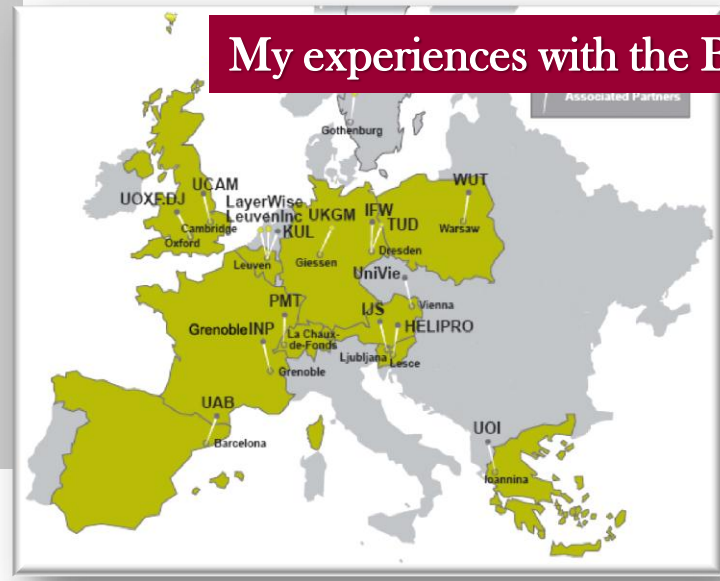 My experiences with the
Associated Partners
Gothenburg
WUT
UCAM
UOXF.DJ
LayerWise
LeuvenInc
UKGM
IFW
TUD
KUL
Cambridge
Oxford
Warsaw
Dresden
Leuven
Giessen
UniVie
Vienna
PMT
IJS
HELIPRO
GrenobleINP
La Chaux-
de-Fonds
Ljubljana
Lesce
Grenoble
UAB
Barcelona
UOI
Ioannina